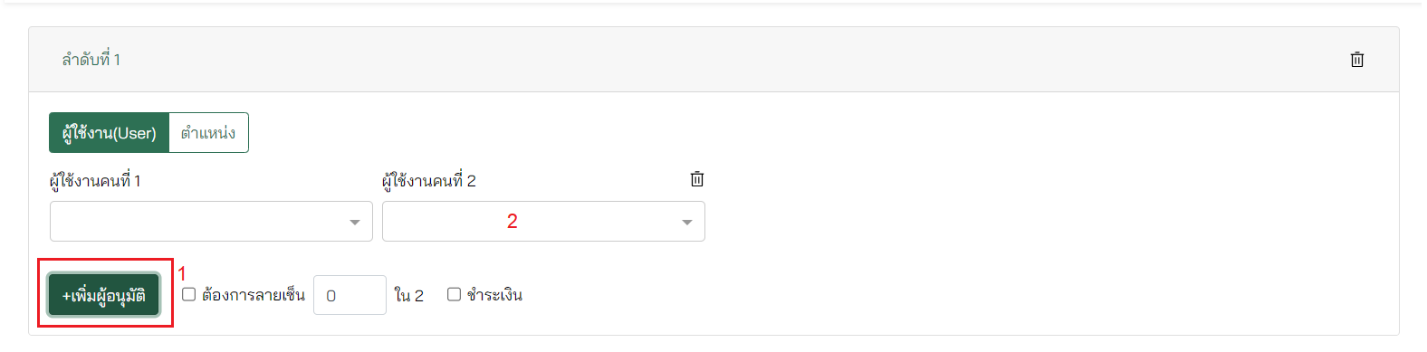 ลำดับที่ 1
ผู้ใช้งาน(User) ตำแหน่ง
ผู้ใช้งานคนที่ 1 ผู้ใช้งานคนที่ 2
2
1
+เพิ่มผู้อนุมัติ ต้องการลายเซ็น 0 ใน 2 ชำระเงิน